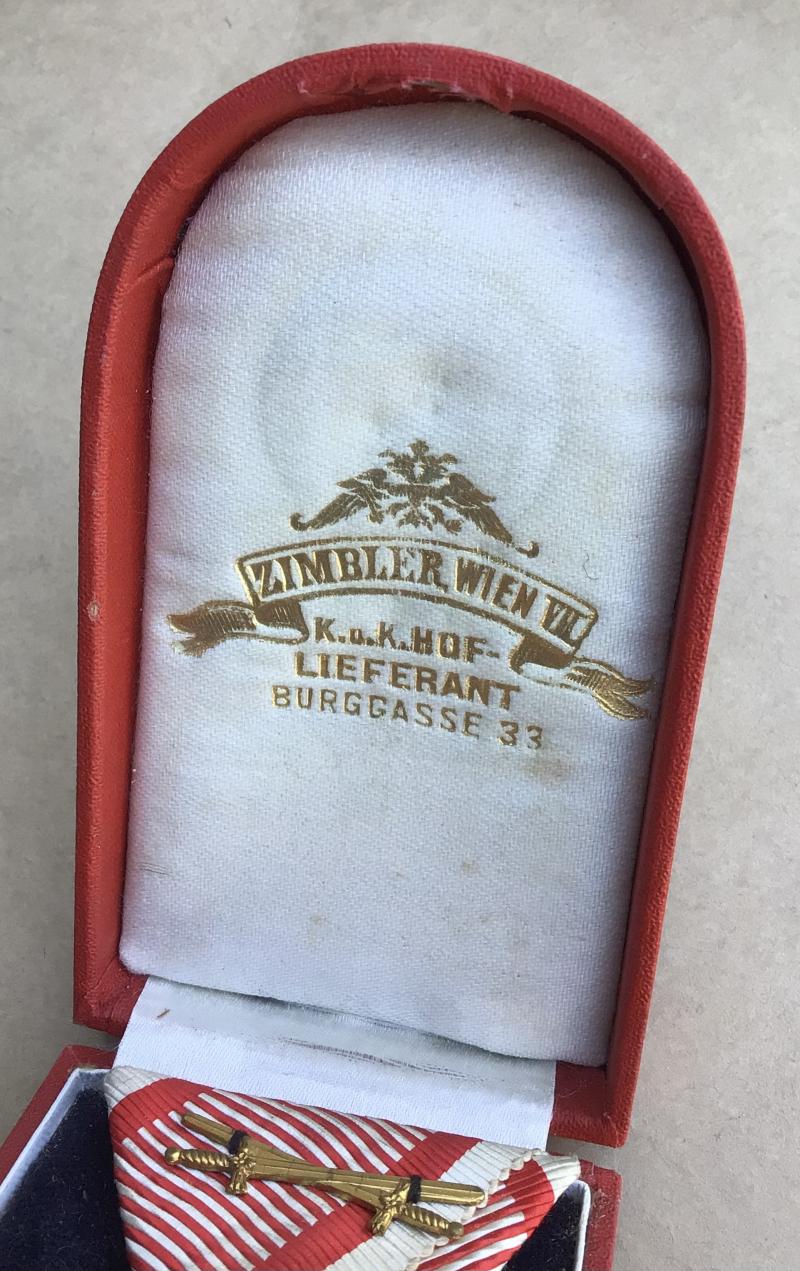 ZIMBLER, WIEN VII.
K.u.K.HOF-
LIEFERANT
BURGGASSE 33